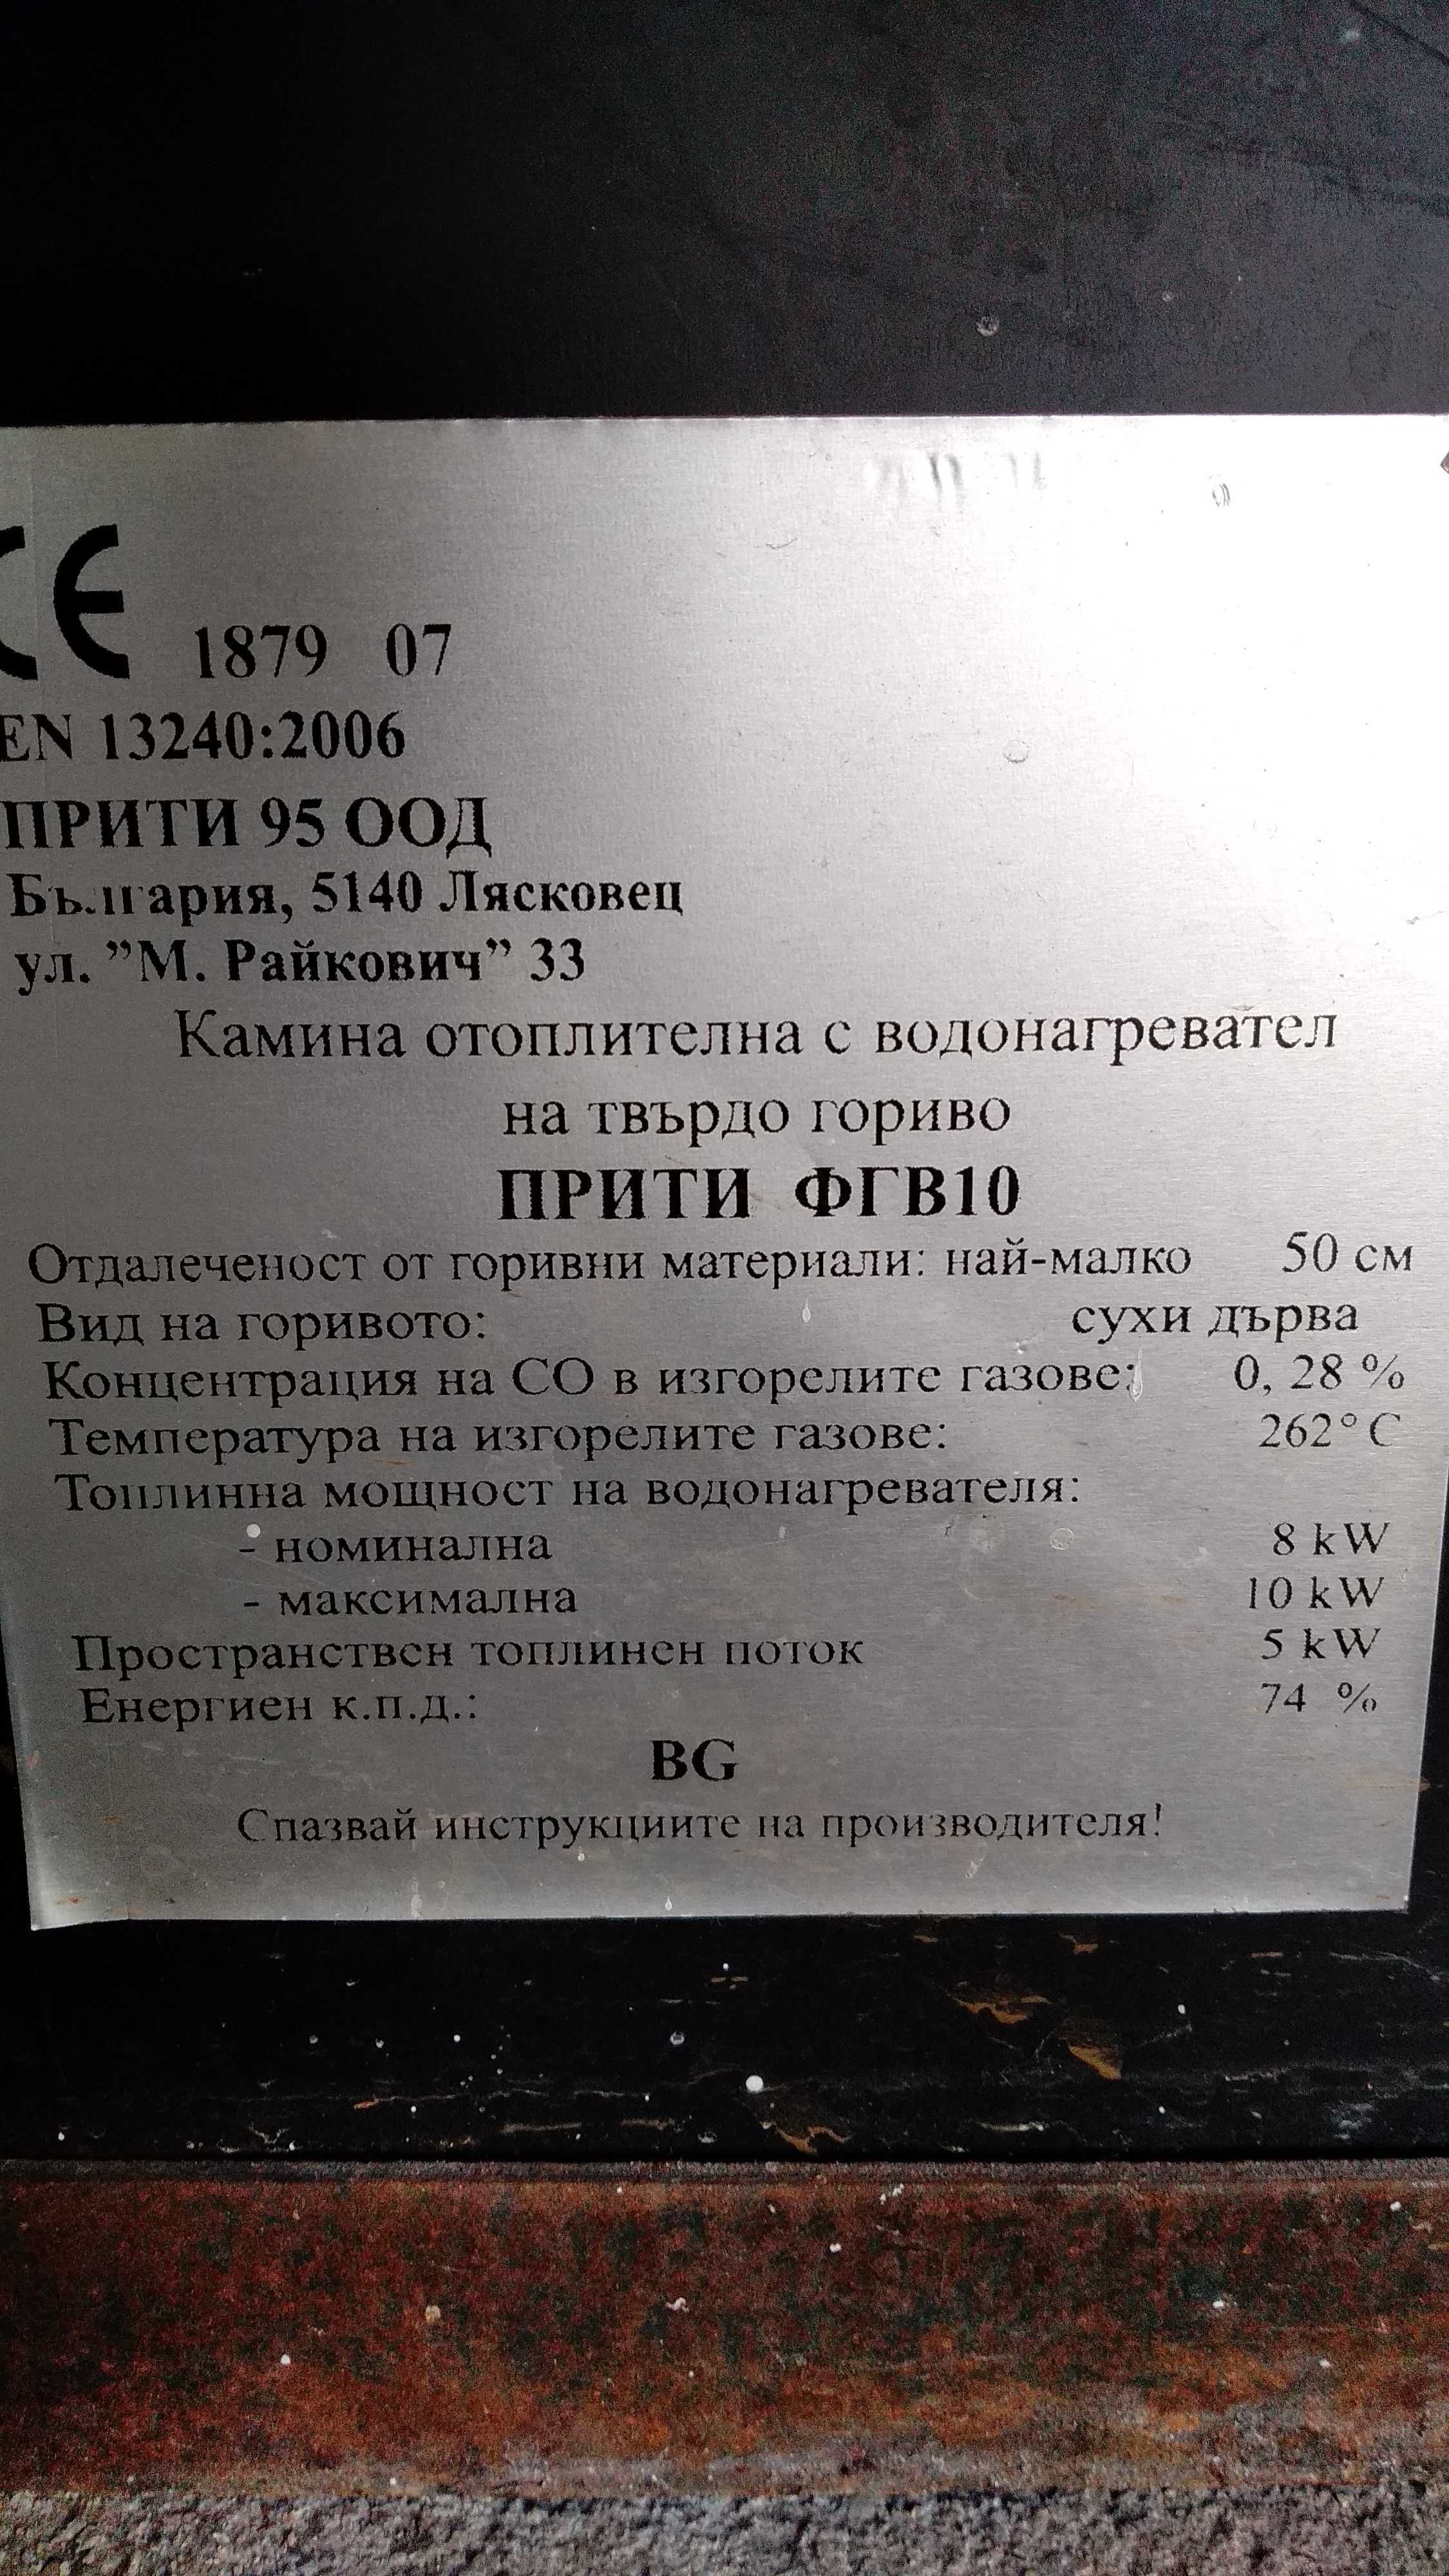 CE 1879 07
EN 13240:2006
ПРИТИ 95 ООД
България, 5140 Лясковец
ул. ”М. Райкович” 33
Камина отоплителна с водонагревател
на твърдо гориво
ПРИТИ ФГВ10
Отдалеченост от горивни материали: най-малко 50 см
Вид на горивото: сухи дърва
Концентрация на СО в изгорелите газове: 0, 28 %
Температура на изгорелите газове: 262° С
Топлинна мощност на водонагревателя:
- номинална 8 kW
- максимална 10 kW
Пространствен топлинен поток 5 kW
Енергиен к.п.д.: 74 %
BG
Спазвай инструкциите на производителя!